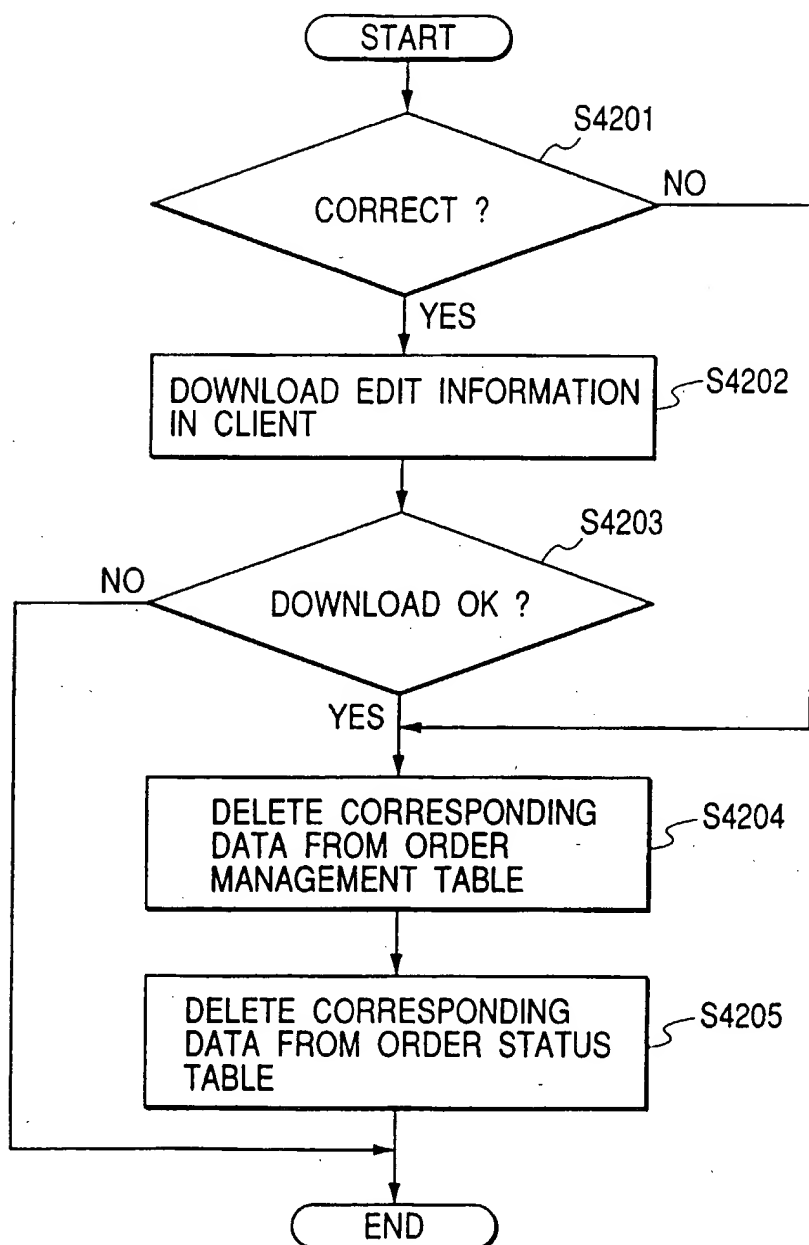 START
S4201
CORRECT ?
NO
YES
DOWNLOAD EDIT INFORMATION
IN CLIENT
S4202
S4203
NO
DOWNLOAD OK ?
YES
DELETE CORRESPONDING
DATA FROM ORDER
MANAGEMENT TABLE
S4204
DELETE CORRESPONDING
DATA FROM ORDER STATUS
TABLE
S4205
END